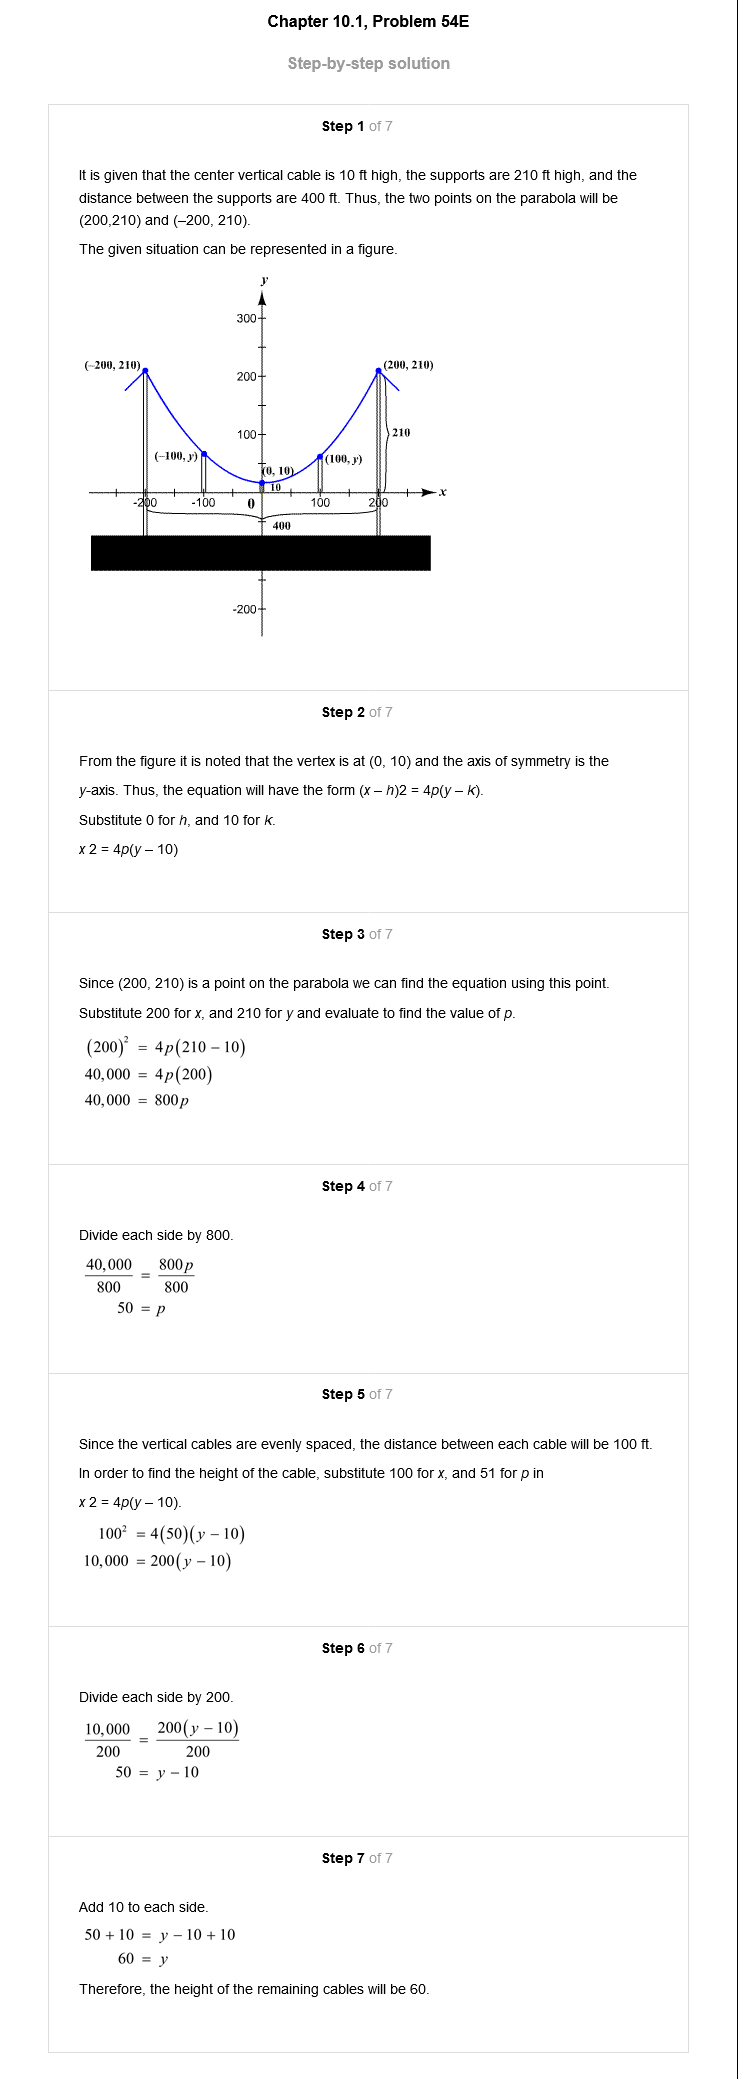 Chapter 10.1, Problem 54E
Step-by-step solution
Step 1 of 7
It is given that the center vertical cable is 10 ft high, the supports are 210 ft high, and the
distance between the supports are 400 ft. Thus, the two points on the parabola will be
(200,210) and (–200, 210).
The given situation can be represented in a figure.
y
300
(–200, 210)
(200, 210)
200
100
210
(–100, y)
(100, y)
(0, 10)
10
x
-200
-100
0
100
200
400
-200
Step 2 of 7
From the figure it is noted that the vertex is at (0, 10) and the axis of symmetry is the
y-axis. Thus, the equation will have the form (x – h)2 = 4p(y – k).
Substitute 0 for h, and 10 for k.
x 2 = 4p(y – 10)
Step 3 of 7
Since (200, 210) is a point on the parabola we can find the equation using this point.
Substitute 200 for x, and 210 for y and evaluate to find the value of p.
(200)² = 4p(210 – 10)
40,000 = 4p(200)
40,000 = 800p
Step 4 of 7
Divide each side by 800.
40,000/800 = 800p/800
50 = p
Step 5 of 7
Since the vertical cables are evenly spaced, the distance between each cable will be 100 ft.
In order to find the height of the cable, substitute 100 for x, and 51 for p in
x 2 = 4p(y – 10).
100² = 4(50)(y – 10)
10,000 = 200(y – 10)
Step 6 of 7
Divide each side by 200.
10,000/200 = 200(y – 10)/200
50 = y – 10
Step 7 of 7
Add 10 to each side.
50 + 10 = y – 10 + 10
60 = y
Therefore, the height of the remaining cables will be 60.